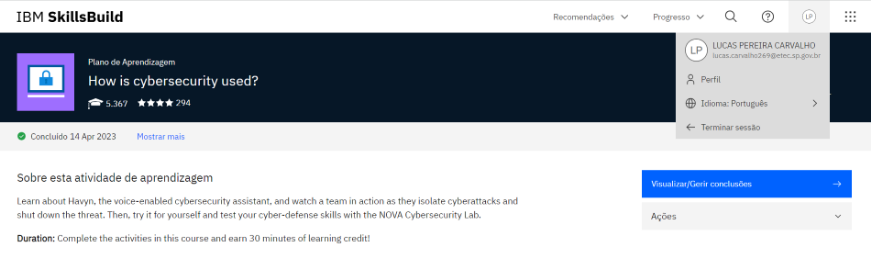 IBM SkillsBuild
Recomendações
Progresso
LP
LP
LUCAS PEREIRA CARVALHO
lucas.carvalho269@etec.sp.gov.br
Perfil
Idioma: Português
Terminar sessão
Plano de Aprendizagem
How is cybersecurity used?
5.367 ★★★★ 294
Concluído 14 Apr 2023 Mostrar mais
Sobre esta atividade de aprendizagem
Learn about Havyn, the voice-enabled cybersecurity assistant, and watch a team in action as they isolate cyberattacks and
shut down the threat. Then, try it for yourself and test your cyber-defense skills with the NOVA Cybersecurity Lab.
Duration: Complete the activities in this course and earn 30 minutes of learning credit!
Visualizar/Gerir conclusões
Ações